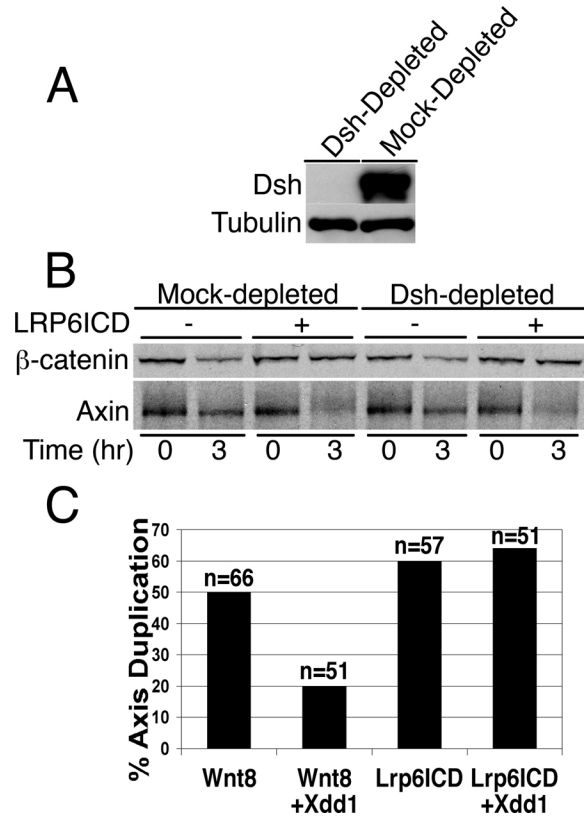 A
Dsh-Depleted
Mock-Depleted
Dsh
Tubulin
B
Mock-depleted Dsh-depleted
LRP6ICD - + - +
β-catenin
Axin
Time (hr) 0 3 0 3 0 3 0 3
C
% Axis Duplication
70
60
50
40
30
20
10
0
n=66
n=51
n=57
n=51
Wnt8
Wnt8
+Xdd1
Lrp6ICD
Lrp6ICD
+Xdd1